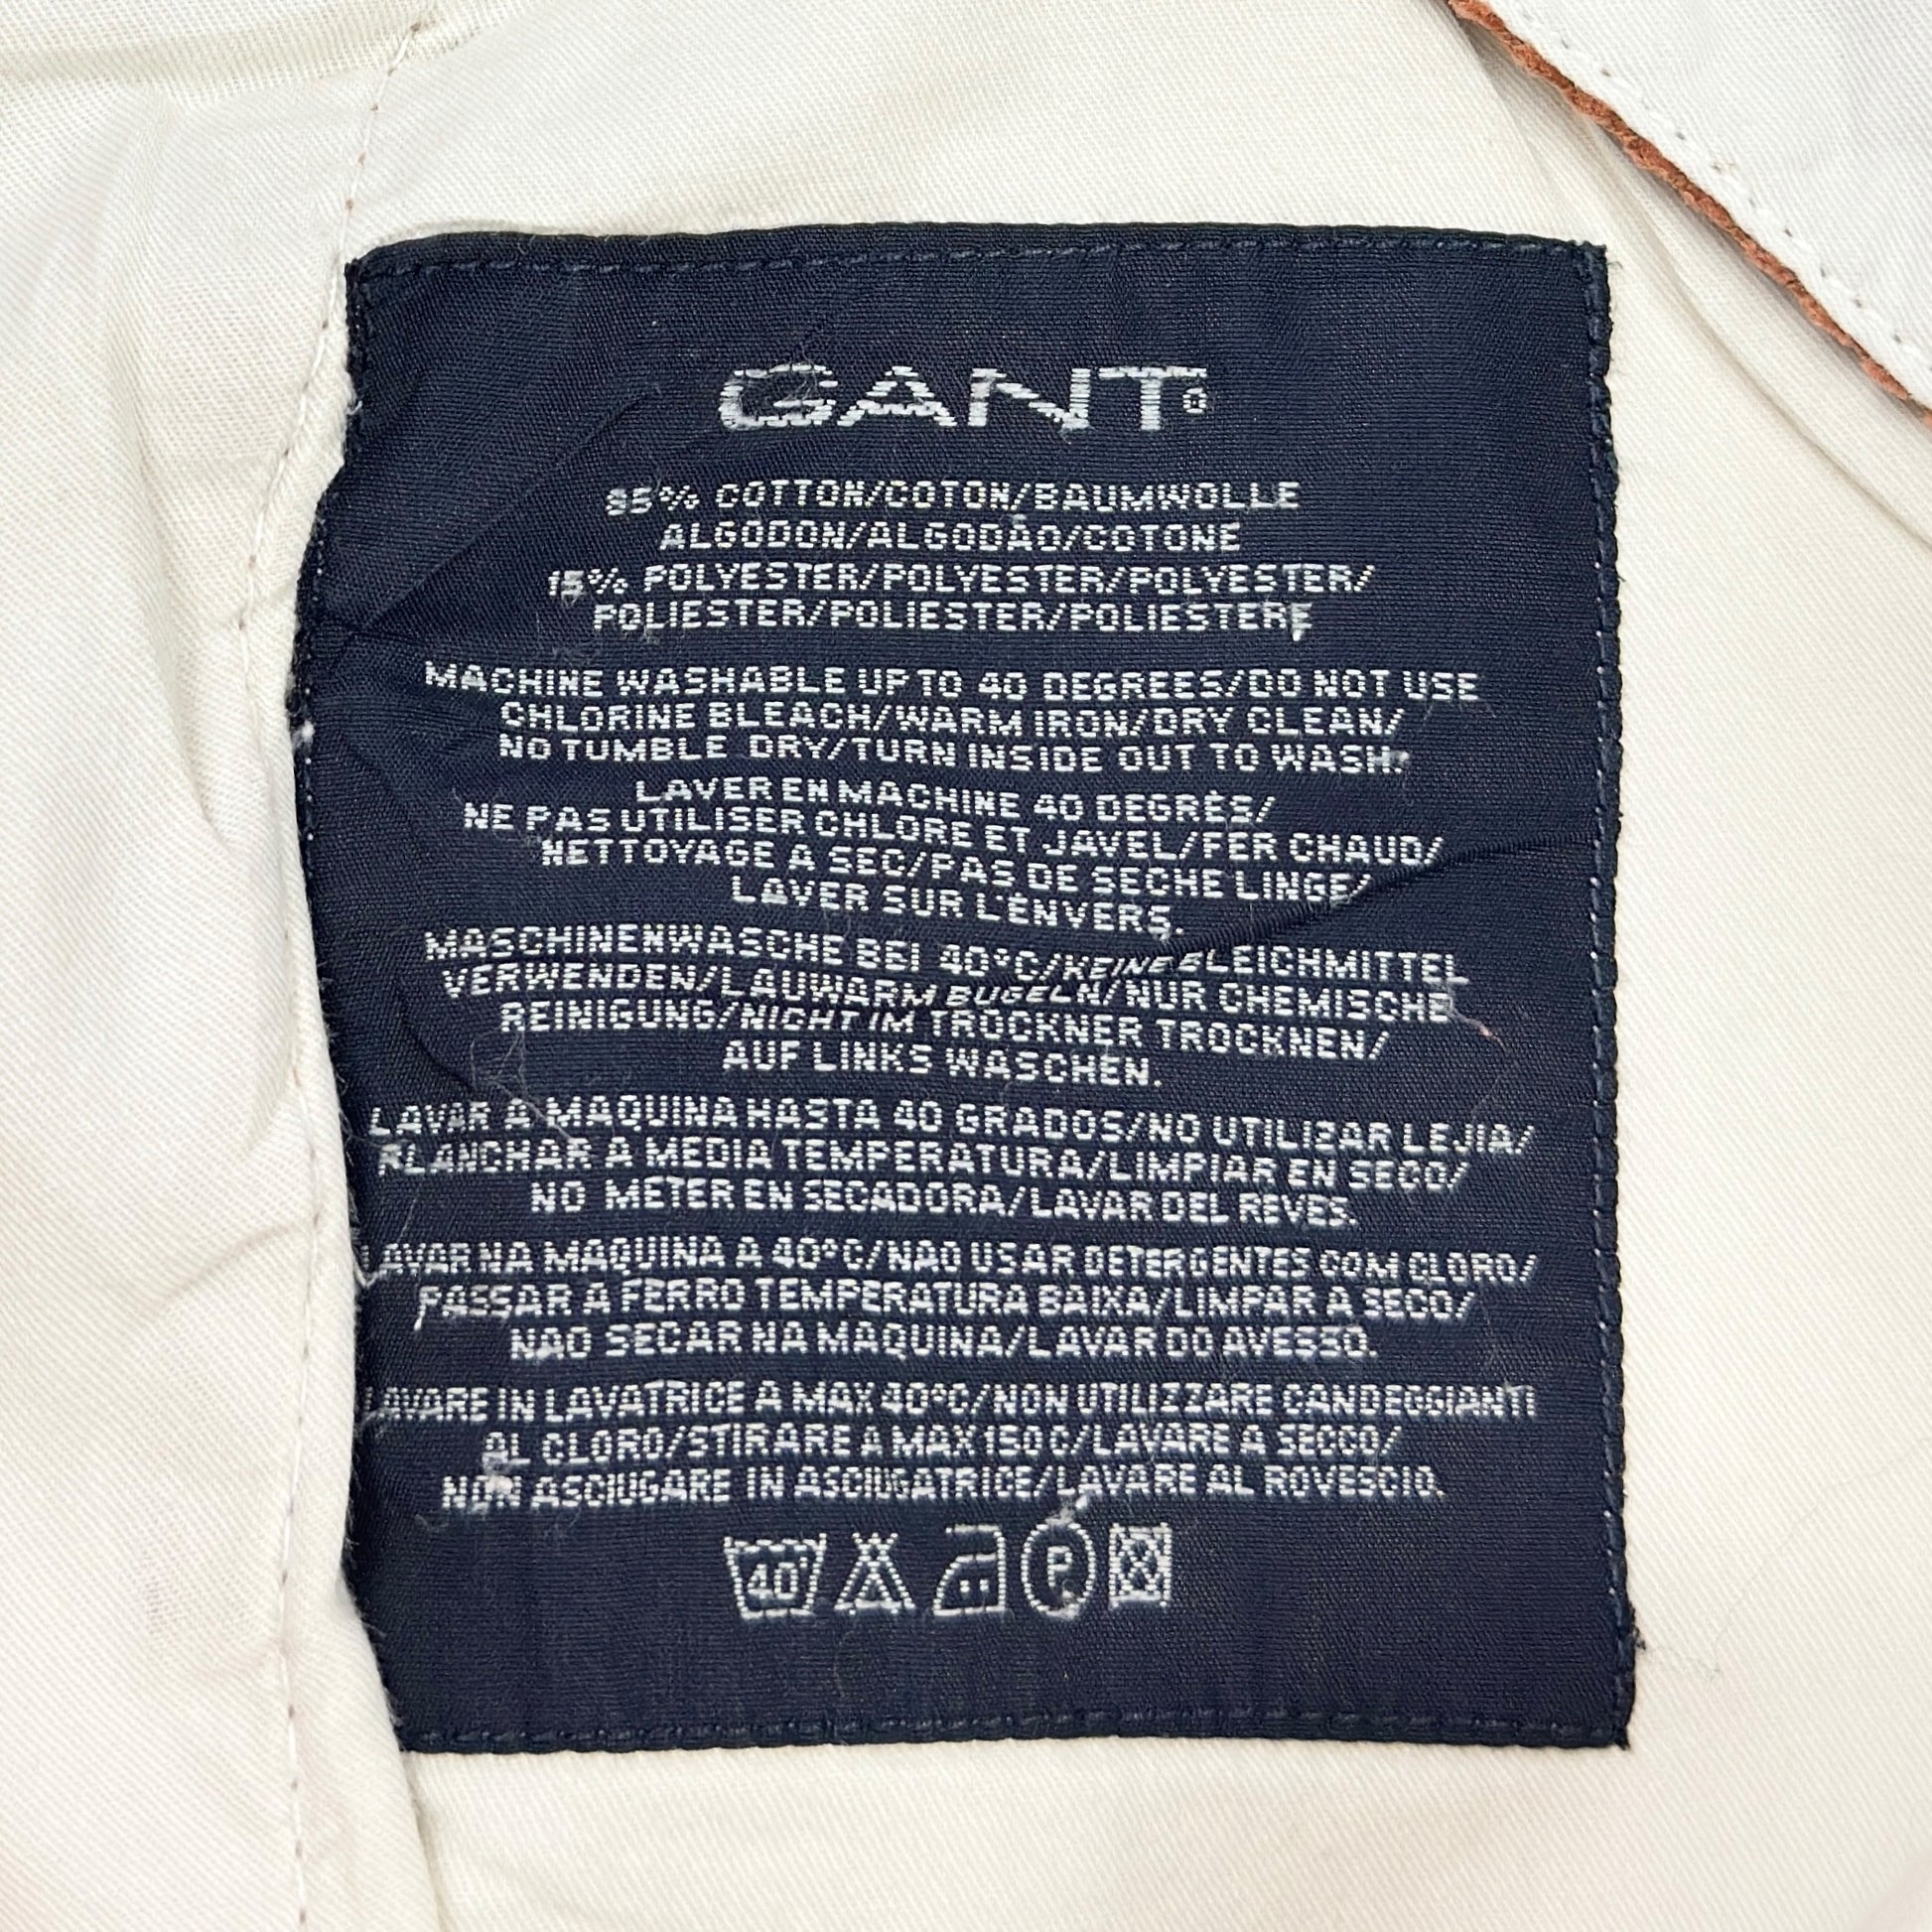 GANT
85% COTTON/COTON/BAUMWOLLE
ALGODON/ALGODÃO/COTONE
15% POLYESTER/POLYESTER/POLYESTER/
POLIESTER/POLIESTER/POLIESTERE
MACHINE WASHABLE UP TO 40 DEGREES/DO NOT USE
CHLORINE BLEACH/WARM IRON/DRY CLEAN/
NO TUMBLE DRY/TURN INSIDE OUT TO WASH.
LAVER EN MACHINE 40 DEGRÈS/
NE PAS UTILISER CHLORE ET JAVEL/FER CHAUD/
NETTOYAGE A SEC/PAS DE SECHE LINGE/
LAVER SUR L'ENVERS.
MASCHINENWASCHE BEI 40°C/KEINE BLEICHMITTEL
VERWENDEN/LAUWARM BUGELN/NUR CHEMISCHE
REINIGUNG/NICHT IM TROCKNER TROCKNEN/
AUF LINKS WASCHEN.
LAVAR A MAQUINA HASTA 40 GRADOS/NO UTILIZAR LEJIA/
PLANCHAR A MEDIA TEMPERATURA/LIMPIAR EN SECO/
NO METER EN SECADORA/LAVAR DEL REVES.
LAVAR NA MAQUINA A 40°C/NAO USAR DETERGENTES COM CLORO/
PASSAR A FERRO TEMPERATURA BAIXA/LIMPAR A SECO/
NAO SECAR NA MAQUINA/LAVAR DO AVESSO.
LAVARE IN LAVATRICE A MAX 40°C/NON UTILIZZARE CANDEGGIANTI
AL CLORO/STIRARE A MAX 150 C/LAVARE A SECCO/
NON ASCIUGARE IN ASCIUGATRICE/LAVARE AL ROVESCIO.
40° P